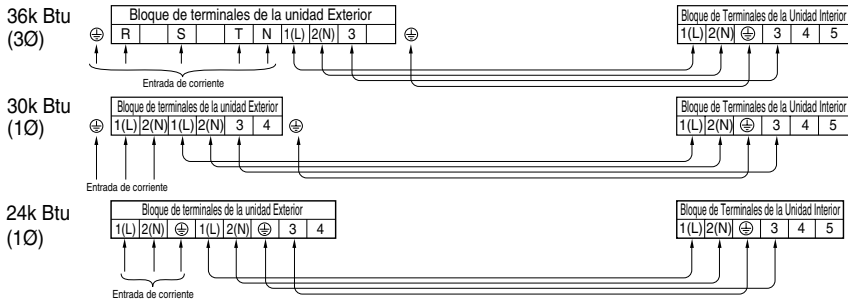 36k Btu
(3Ø)
Bloque de terminales de la unidad Exterior
R S T N 1(L) 2(N) 3
Entrada de corriente
Bloque de Terminales de la Unidad Interior
1(L) 2(N) 3 4 5
30k Btu
(1Ø)
Bloque de terminales de la unidad Exterior
1(L) 2(N) 1(L) 2(N) 3 4
Entrada de corriente
Bloque de Terminales de la Unidad Interior
1(L) 2(N) 3 4 5
24k Btu
(1Ø)
Bloque de terminales de la unidad Exterior
1(L) 2(N) 1(L) 2(N) 3 4
Entrada de corriente
Bloque de Terminales de la Unidad Interior
1(L) 2(N) 3 4 5